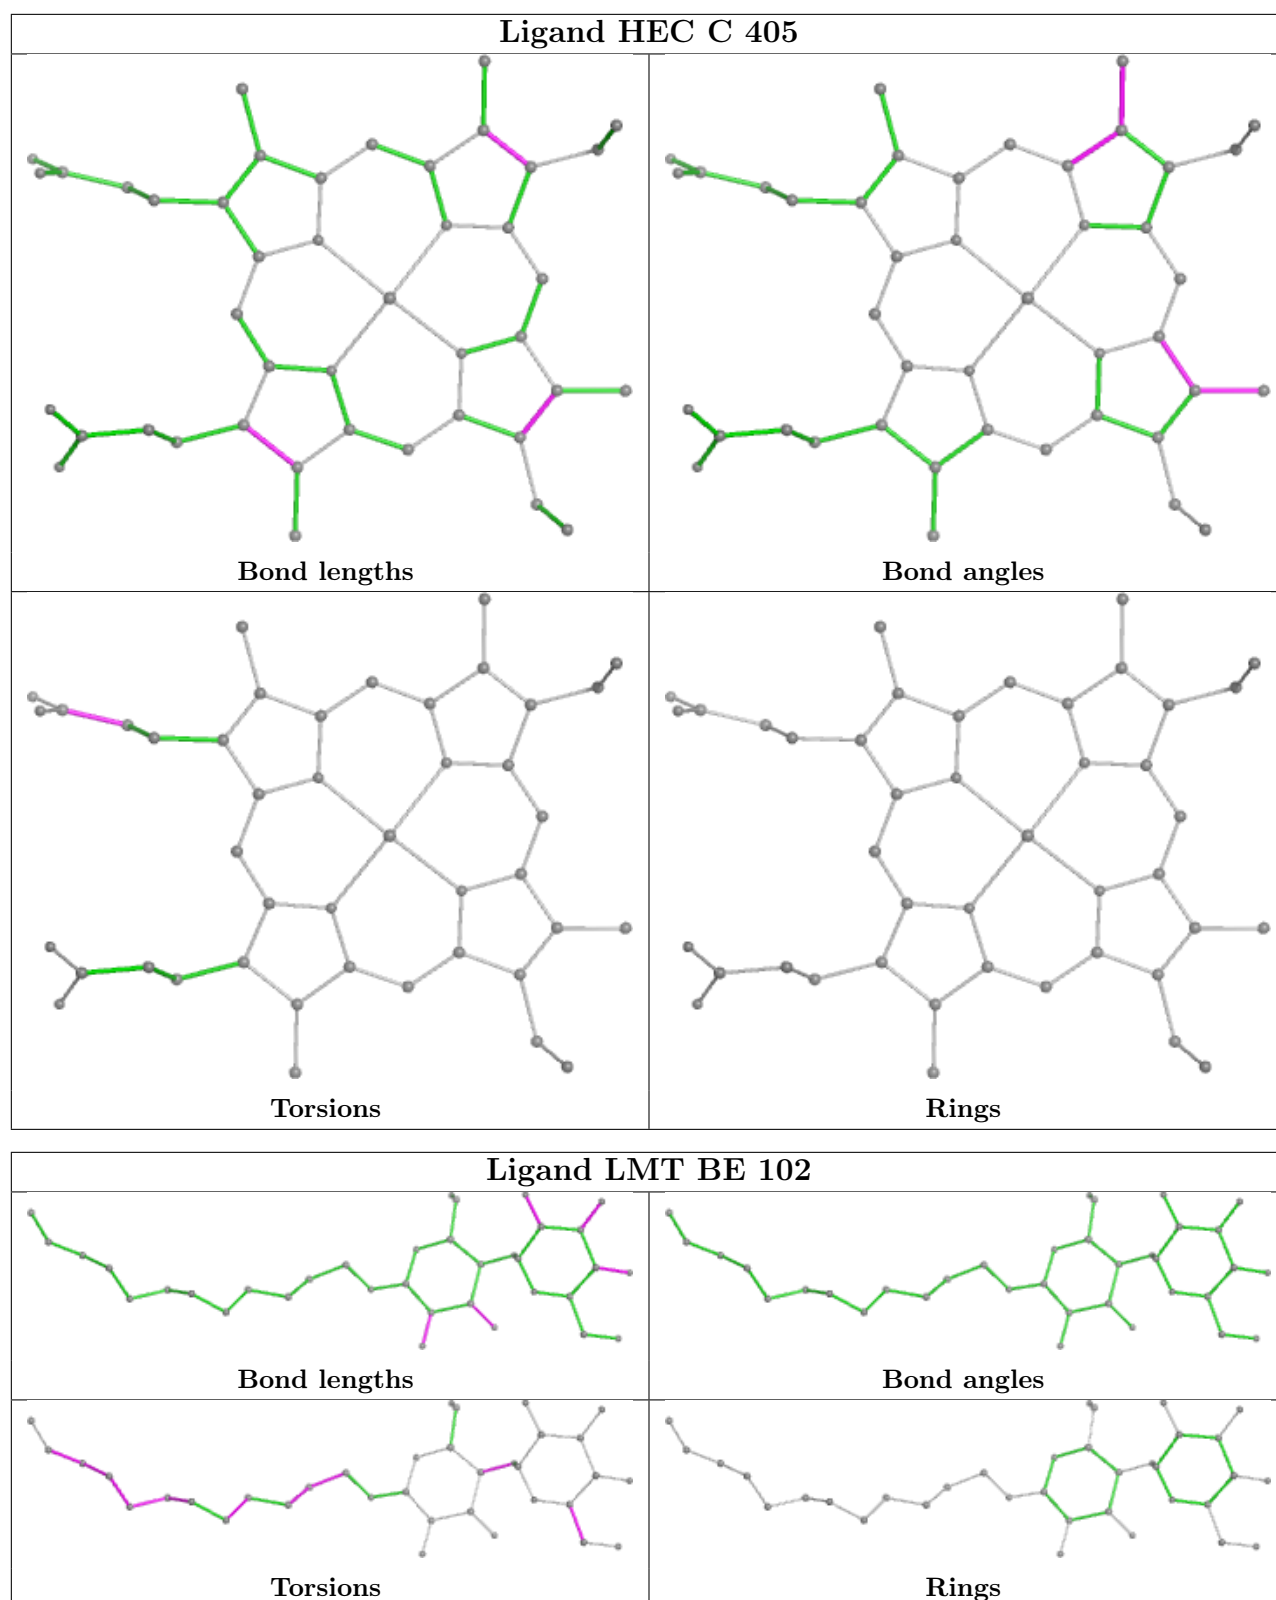 Ligand HEC C 405
Bond lengths
Bond angles
Torsions
Rings
Ligand LMT BE 102
Bond lengths
Bond angles
Torsions
Rings